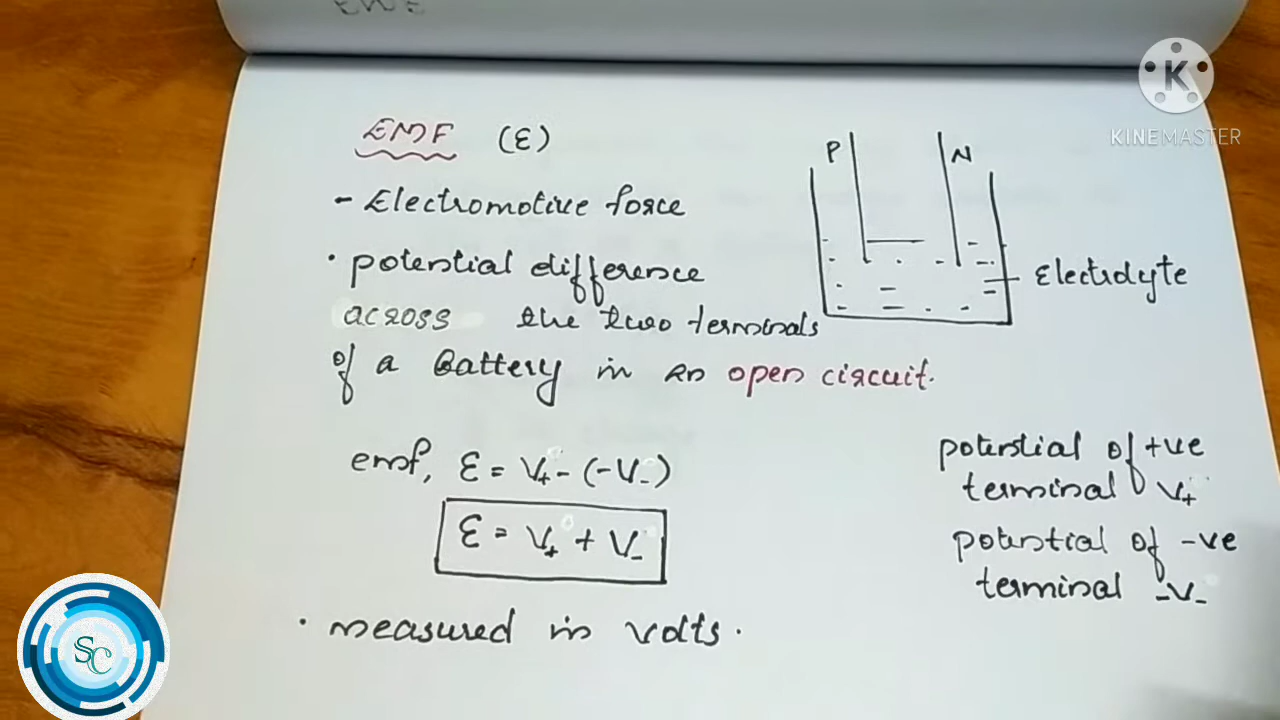 EMF (ε)
- Electromotive force
• potential difference
across the two terminals
of a Battery in an open circuit.
P N
Electrolyte
emf, ε = V₊ - (-V₋)
ε = V₊ + V₋
• measured in volts.
potential of +ve
terminal V₊
potential of -ve
terminal -V₋
K
KINEMASTER
SC